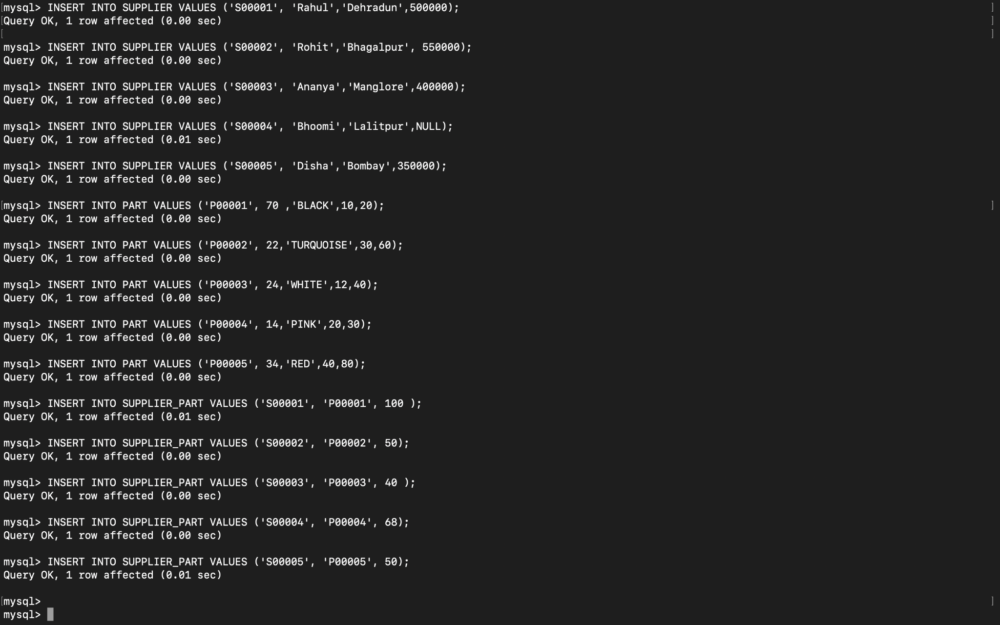 [mysql> INSERT INTO SUPPLIER VALUES ('S00001', 'Rahul','Dehradun',500000); ]
[Query OK, 1 row affected (0.00 sec) ]
[ ]
mysql> INSERT INTO SUPPLIER VALUES ('S00002', 'Rohit','Bhagalpur', 550000);
Query OK, 1 row affected (0.00 sec)
mysql> INSERT INTO SUPPLIER VALUES ('S00003', 'Ananya','Manglore',400000);
Query OK, 1 row affected (0.00 sec)
mysql> INSERT INTO SUPPLIER VALUES ('S00004', 'Bhoomi','Lalitpur',NULL);
Query OK, 1 row affected (0.01 sec)
mysql> INSERT INTO SUPPLIER VALUES ('S00005', 'Disha','Bombay',350000);
Query OK, 1 row affected (0.00 sec)
[mysql> INSERT INTO PART VALUES ('P00001', 70 ,'BLACK',10,20); ]
Query OK, 1 row affected (0.00 sec)
mysql> INSERT INTO PART VALUES ('P00002', 22,'TURQUOISE',30,60);
Query OK, 1 row affected (0.00 sec)
mysql> INSERT INTO PART VALUES ('P00003', 24,'WHITE',12,40);
Query OK, 1 row affected (0.00 sec)
mysql> INSERT INTO PART VALUES ('P00004', 14,'PINK',20,30);
Query OK, 1 row affected (0.00 sec)
mysql> INSERT INTO PART VALUES ('P00005', 34,'RED',40,80);
Query OK, 1 row affected (0.00 sec)
mysql> INSERT INTO SUPPLIER_PART VALUES ('S00001', 'P00001', 100 );
Query OK, 1 row affected (0.01 sec)
mysql> INSERT INTO SUPPLIER_PART VALUES ('S00002', 'P00002', 50);
Query OK, 1 row affected (0.00 sec)
mysql> INSERT INTO SUPPLIER_PART VALUES ('S00003', 'P00003', 40 );
Query OK, 1 row affected (0.00 sec)
mysql> INSERT INTO SUPPLIER_PART VALUES ('S00004', 'P00004', 68);
Query OK, 1 row affected (0.00 sec)
mysql> INSERT INTO SUPPLIER_PART VALUES ('S00005', 'P00005', 50);
Query OK, 1 row affected (0.01 sec)
[mysql> ]
mysql>